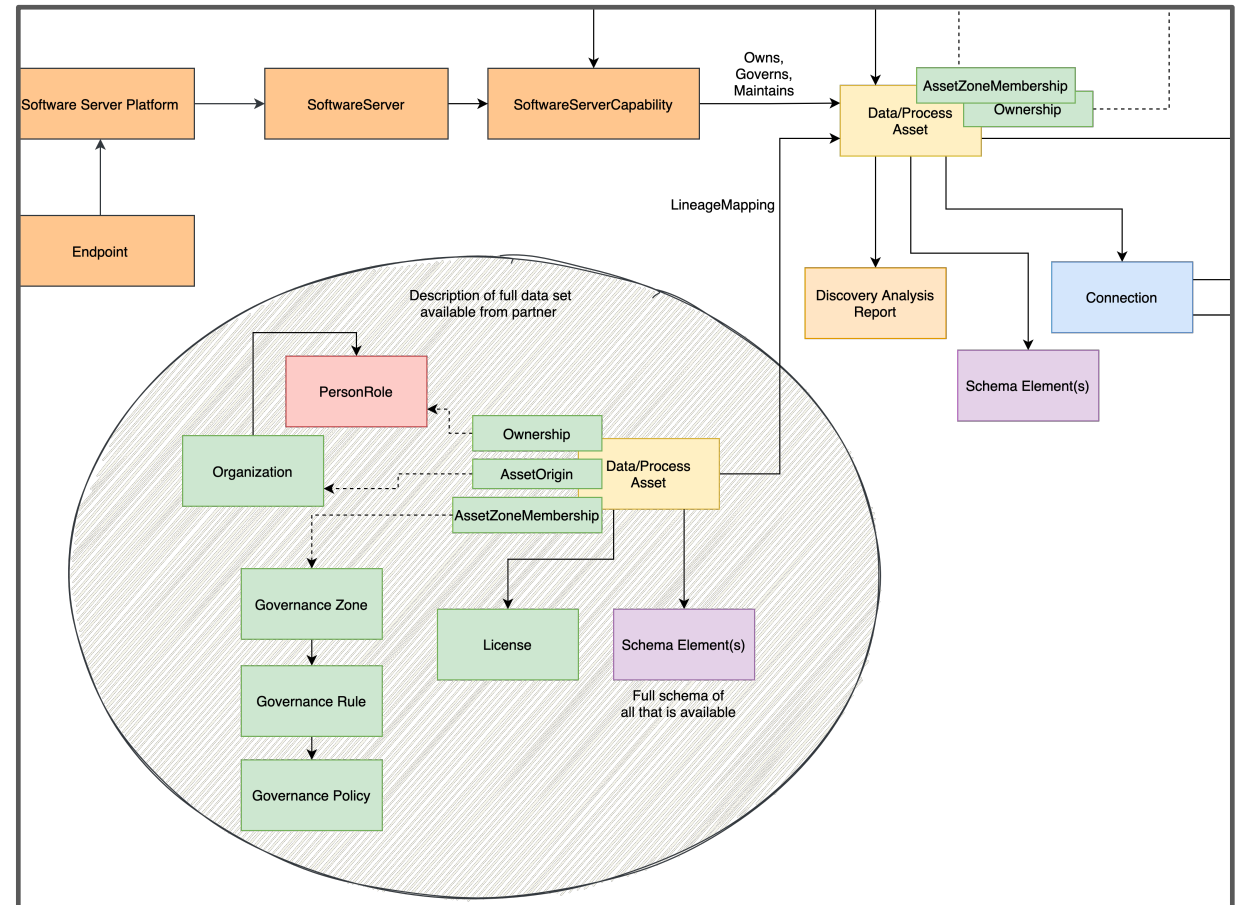 Owns,
Governs,
Maintains
Software Server Platform
SoftwareServer
SoftwareServerCapability
AssetZoneMembership
Ownership
Data/Process
Asset
LineageMapping
Endpoint
Description of full data set
available from partner
Discovery Analysis
Report
Connection
Schema Element(s)
PersonRole
Ownership
Organization
AssetOrigin
Data/Process
Asset
AssetZoneMembership
Governance Zone
License
Schema Element(s)
Full schema of
all that is available
Governance Rule
Governance Policy